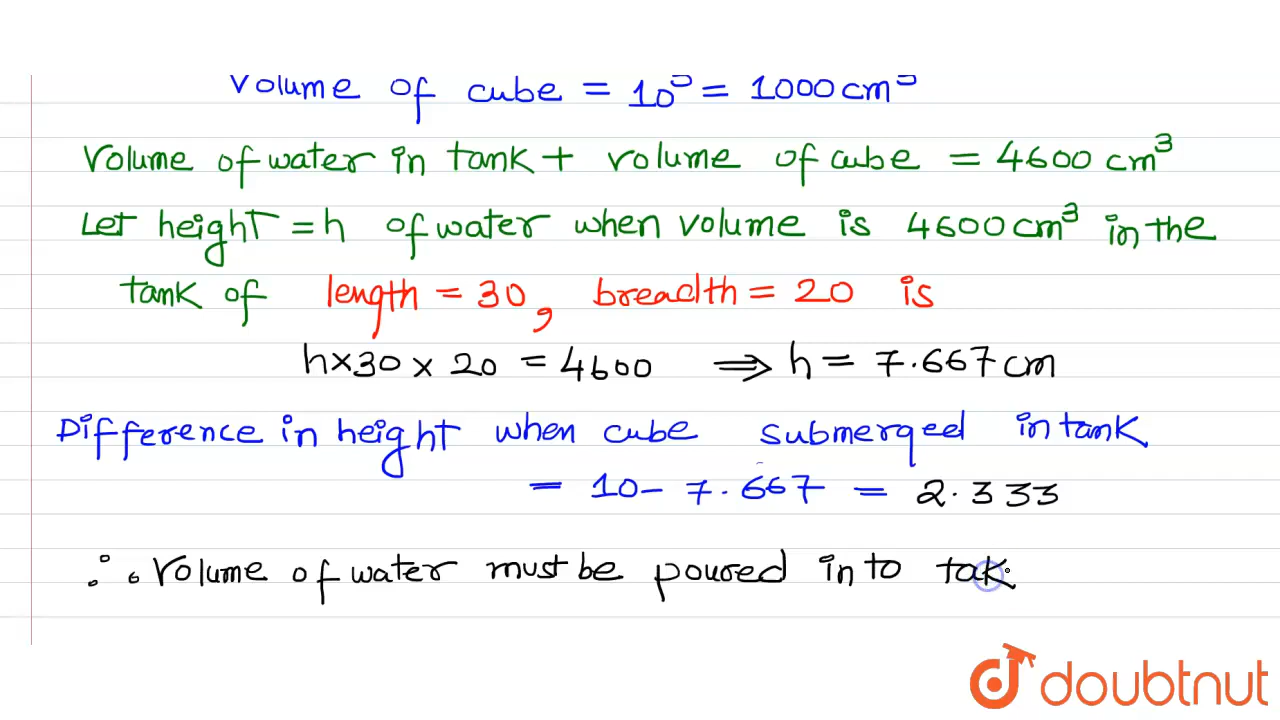 Volume of cube = 10³ = 1000 cm³
Volume of water in tank + volume of cube = 4600 cm³
Let height = h of water when volume is 4600 cm³ in the
tank of length = 30, breadth = 20 is
h×30 × 20 = 4600 ⟹ h = 7.667 cm
Difference in height when cube submerged in tank
= 10 - 7.667 = 2.333
∴ Volume of water must be poured in to tak
doubtnut